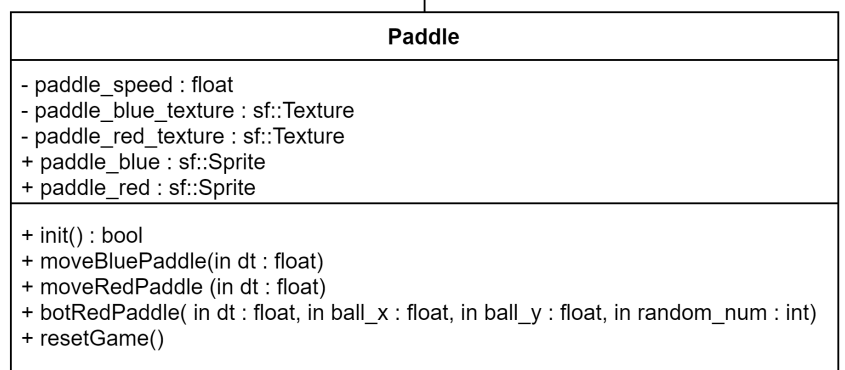 Paddle
- paddle_speed : float
- paddle_blue_texture : sf::Texture
- paddle_red_texture : sf::Texture
+ paddle_blue : sf::Sprite
+ paddle_red : sf::Sprite
+ init() : bool
+ moveBluePaddle(in dt : float)
+ moveRedPaddle (in dt : float)
+ botRedPaddle( in dt : float, in ball_x : float, in ball_y : float, in random_num : int)
+ resetGame()